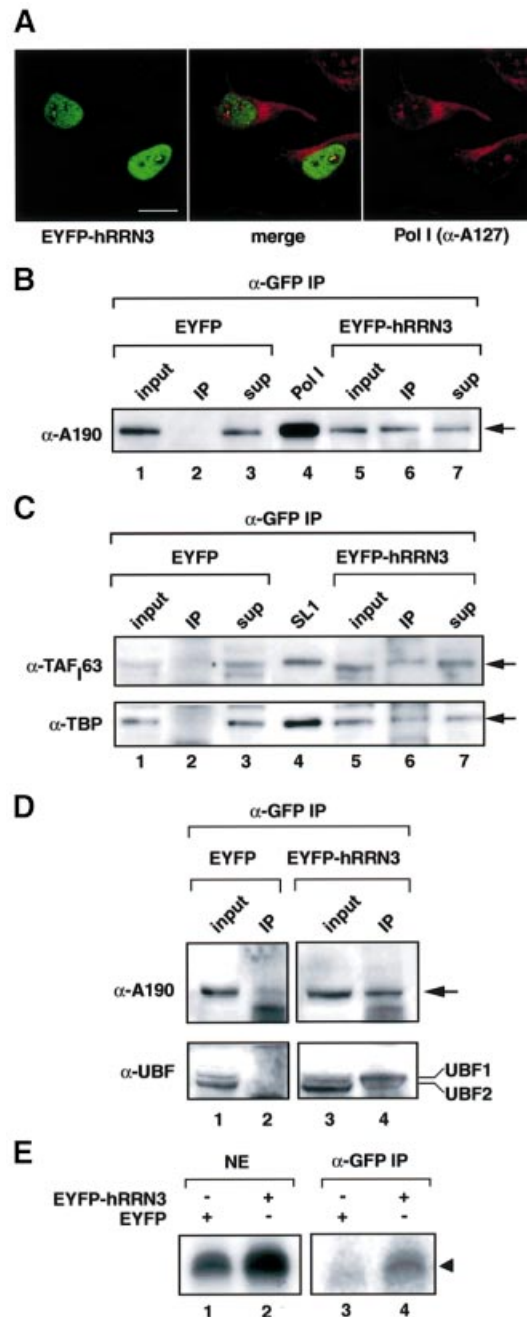 A
EYFP-hRRN3 merge Pol I (α-A127)
B
α-GFP IP
EYFP EYFP-hRRN3
input IP sup Pol I input IP sup
α-A190
1 2 3 4 5 6 7
C
α-GFP IP
EYFP EYFP-hRRN3
input IP sup SL1 input IP sup
α-TAFI63
α-TBP
1 2 3 4 5 6 7
D
α-GFP IP
EYFP EYFP-hRRN3
input IP input IP
α-A190
α-UBF UBF1
UBF2
1 2 3 4
E
NE α-GFP IP
EYFP-hRRN3 - + - +
EYFP + - + -
1 2 3 4